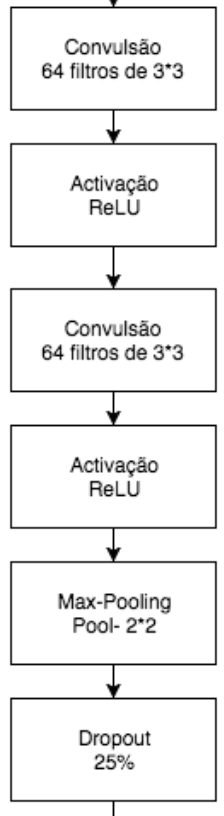 Convulsão
64 filtros de 3*3
Activação
ReLU
Convulsão
64 filtros de 3*3
Activação
ReLU
Max-Pooling
Pool- 2*2
Dropout
25%